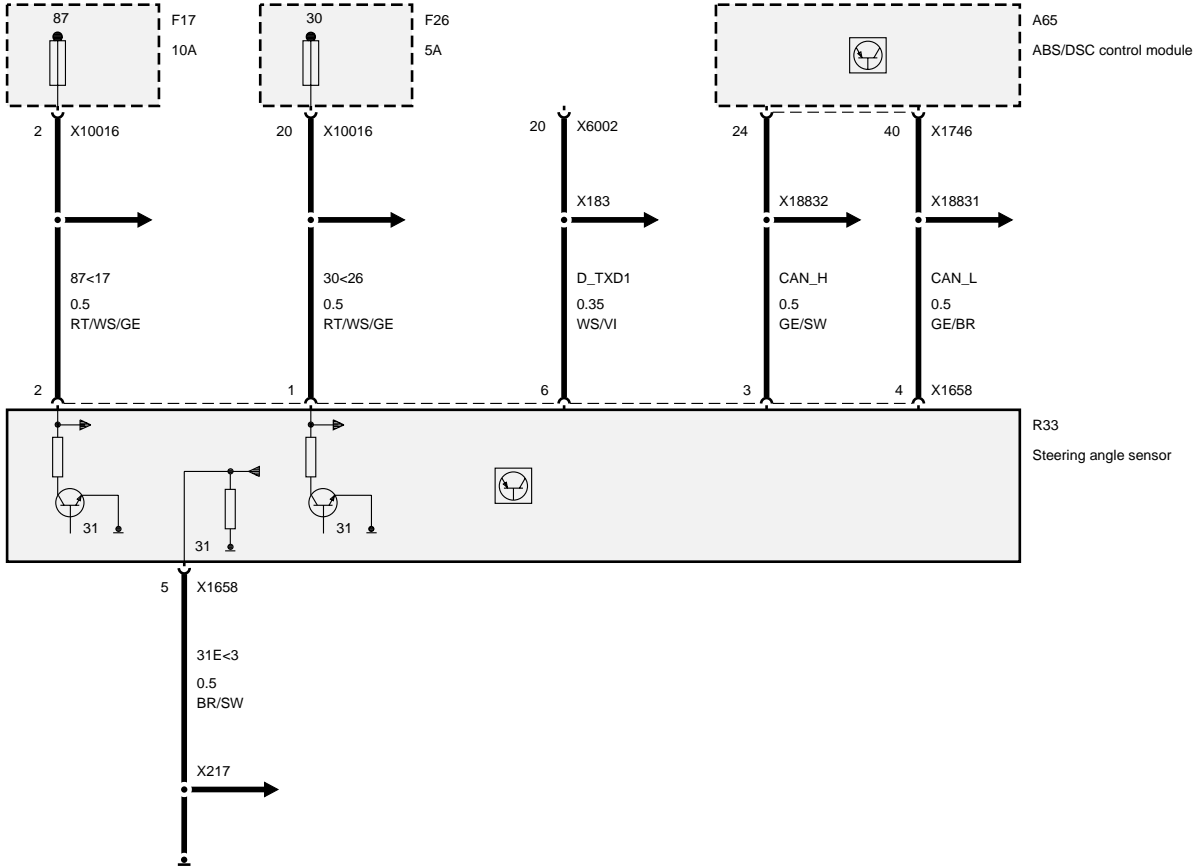 87
F17
10A
30
F26
5A
A65
ABS/DSC control module
2 X10016
20 X10016
20 X6002
24
40 X1746
X183
X18832
X18831
87<17
0.5
RT/WS/GE
30<26
0.5
RT/WS/GE
D_TXD1
0.35
WS/VI
CAN_H
0.5
GE/SW
CAN_L
0.5
GE/BR
2
1
6
3
4 X1658
R33
Steering angle sensor
31
31
31
5 X1658
31E<3
0.5
BR/SW
X217